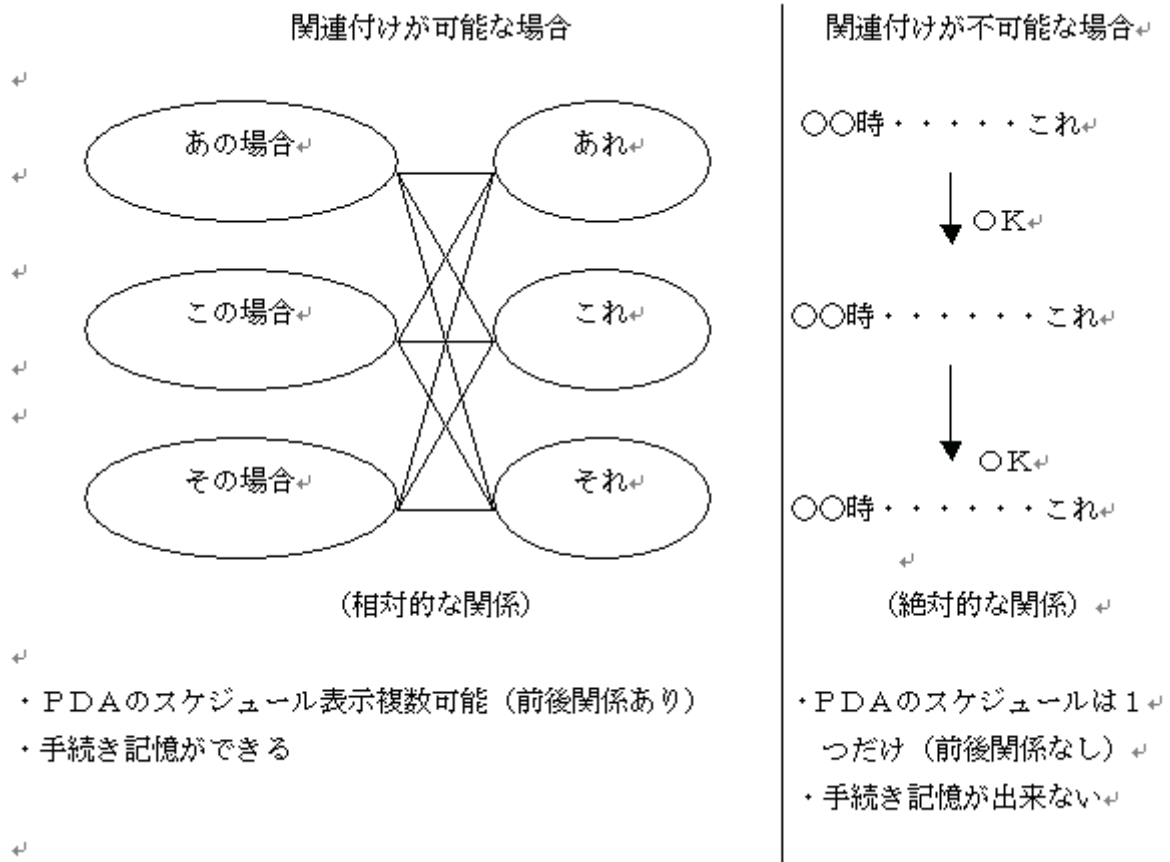 関連付けが可能な場合
あの場合
あれ
この場合
これ
その場合
それ
（相対的な関係）
・ＰＤＡのスケジュール表示複数可能（前後関係あり）
・手続き記憶ができる
関連付けが不可能な場合
○○時・・・・・これ
○Ｋ
○○時・・・・・・これ
○Ｋ
○○時・・・・・・これ
（絶対的な関係）
・ＰＤＡのスケジュールは１
つだけ（前後関係なし）
・手続き記憶が出来ない